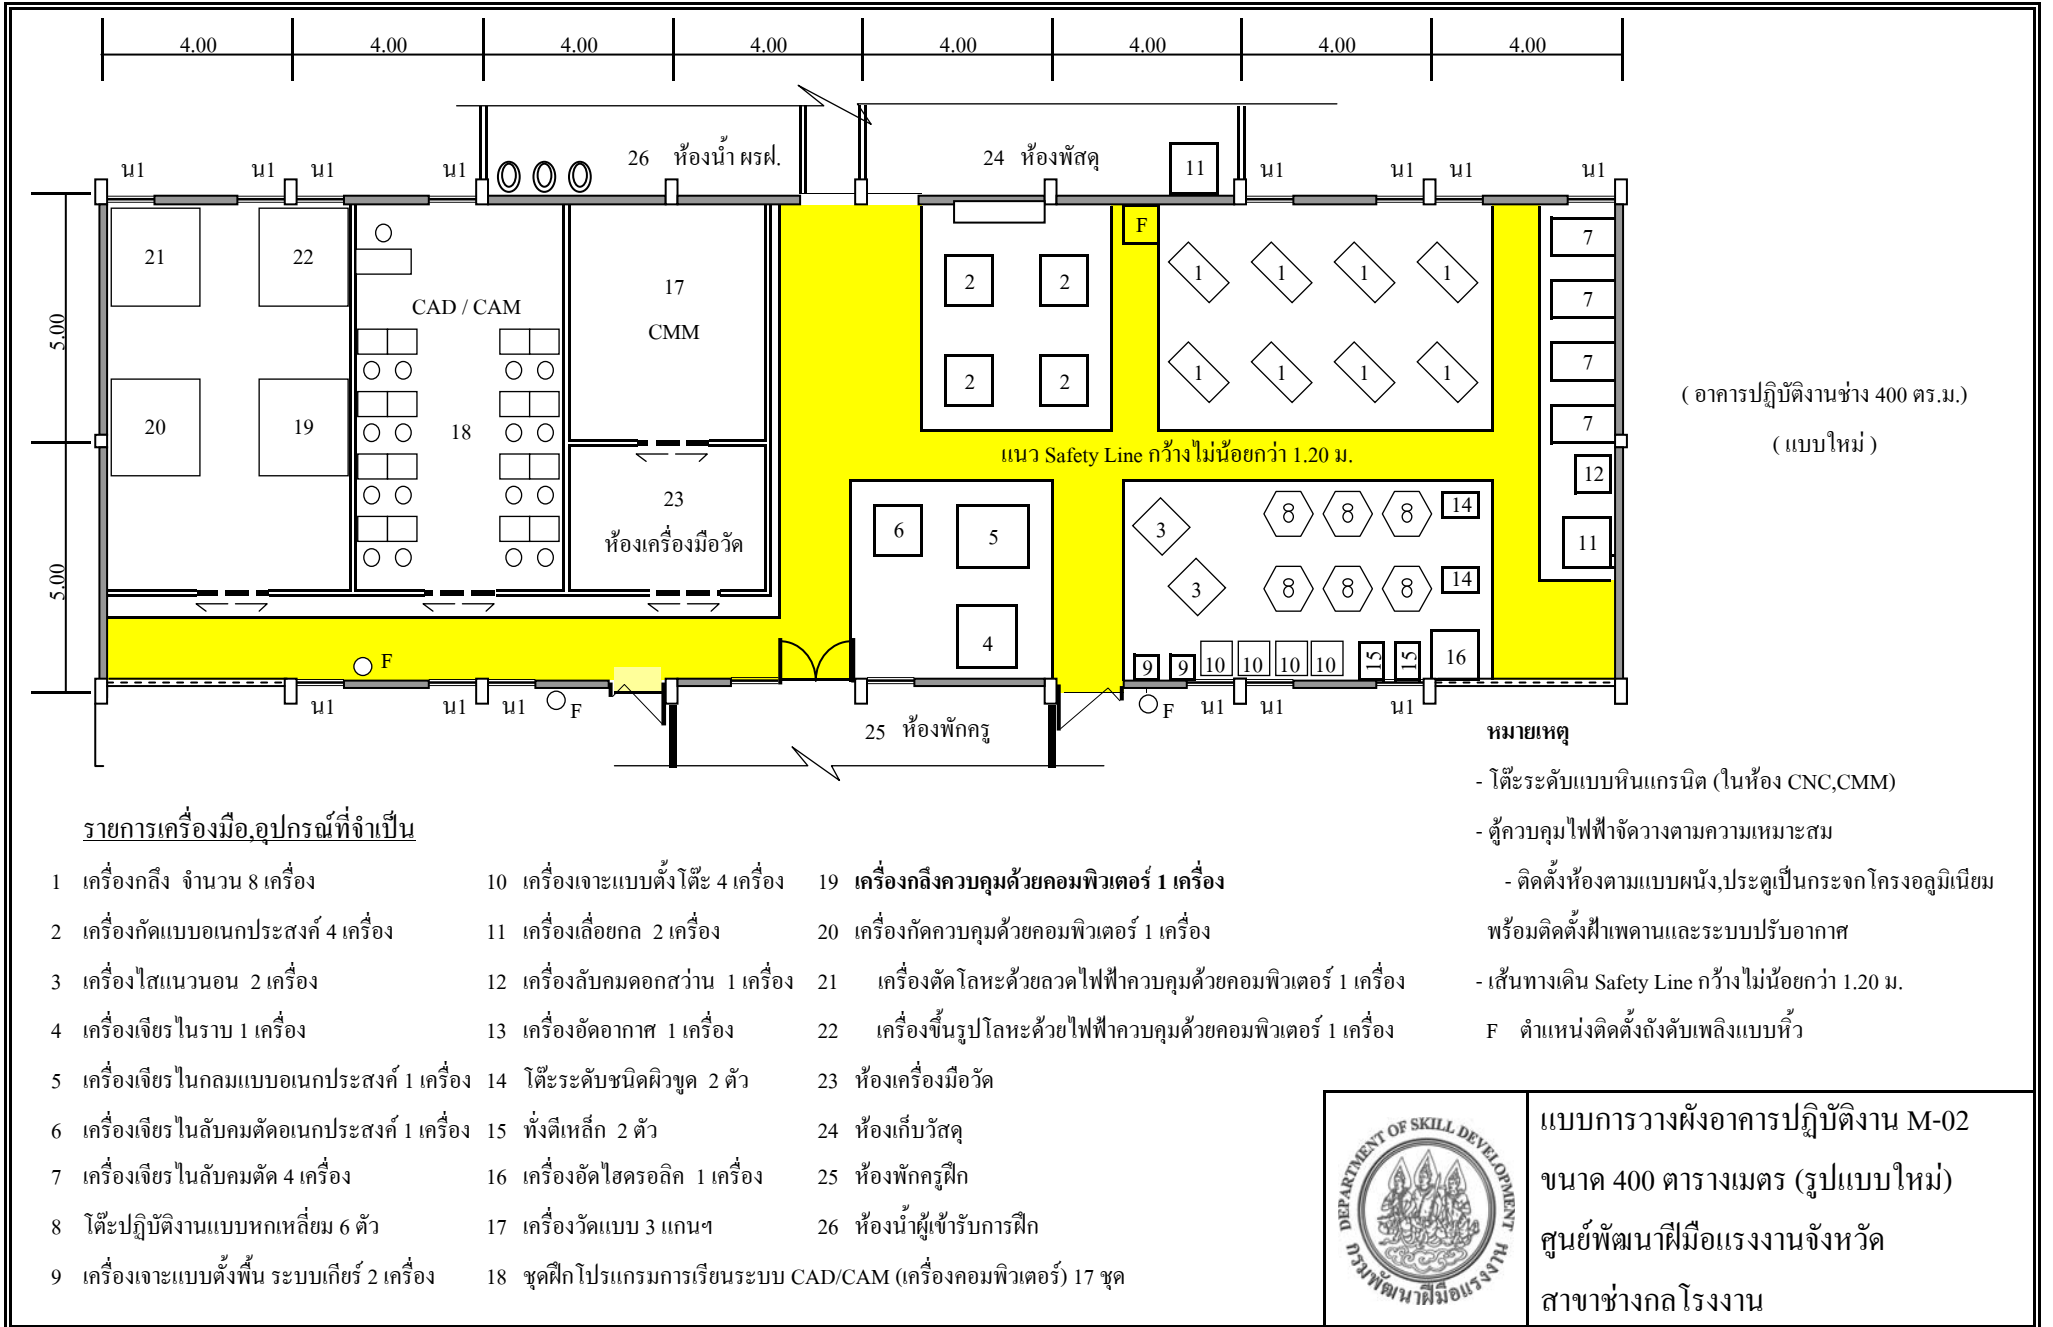 4.00 4.00 4.00 4.00 4.00 4.00 4.00 4.00
26 ห้องน้ำ ผรฝ. 24 ห้องพัสดุ 11
น1 น1 น1 น1 น1 น1 น1 น1
F
21 22 2 2 1 1 1 1 7
17
CAD / CAM
CMM
7
5.00
2 2 1 1 1 1 7
20 19 18 7
แนว Safety Line กว้างไม่น้อยกว่า 1.20 ม.
12
23
ห้องเครื่องมือวัด
6 5 3 8 8 8 14
11
5.00
3 8 8 8 14
4
9 9 10 10 10 10 15 15 16
F
น1 น1 น1 F F น1 น1 น1
25 ห้องพักครู
( อาคารปฏิบัติงานช่าง 400 ตร.ม.)
( แบบใหม่ )
หมายเหตุ
- โต๊ะระดับแบบหินแกรนิต (ในห้อง CNC,CMM)
- ตู้ควบคุมไฟฟ้าจัดวางตามความเหมาะสม
- ติดตั้งห้องตามแบบผนัง,ประตูเป็นกระจกโครงอลูมิเนียม
พร้อมติดตั้งฝ้าเพดานและระบบปรับอากาศ
- เส้นทางเดิน Safety Line กว้างไม่น้อยกว่า 1.20 ม.
F ตำแหน่งติดตั้งถังดับเพลิงแบบหิ้ว
รายการเครื่องมือ,อุปกรณ์ที่จำเป็น
1 เครื่องกลึง จำนวน 8 เครื่อง
2 เครื่องกัดแบบอเนกประสงค์ 4 เครื่อง
3 เครื่องไสแนวนอน 2 เครื่อง
4 เครื่องเจียรในราบ 1 เครื่อง
5 เครื่องเจียรในกลมแบบอเนกประสงค์ 1 เครื่อง
6 เครื่องเจียรในลับคมตัดอเนกประสงค์ 1 เครื่อง
7 เครื่องเจียรในลับคมตัด 4 เครื่อง
8 โต๊ะปฏิบัติงานแบบหกเหลี่ยม 6 ตัว
9 เครื่องเจาะแบบตั้งพื้น ระบบเกียร์ 2 เครื่อง
10 เครื่องเจาะแบบตั้งโต๊ะ 4 เครื่อง
11 เครื่องเลื่อยกล 2 เครื่อง
12 เครื่องลับคมดอกสว่าน 1 เครื่อง
13 เครื่องอัดอากาศ 1 เครื่อง
14 โต๊ะระดับชนิดผิวขูด 2 ตัว
15 ทั่งตีเหล็ก 2 ตัว
16 เครื่องอัดไฮดรอลิค 1 เครื่อง
17 เครื่องวัดแบบ 3 แกนฯ
18 ชุดฝึกโปรแกรมการเรียนระบบ CAD/CAM (เครื่องคอมพิวเตอร์) 17 ชุด
19 เครื่องกลึงควบคุมด้วยคอมพิวเตอร์ 1 เครื่อง
20 เครื่องกัดควบคุมด้วยคอมพิวเตอร์ 1 เครื่อง
21 เครื่องตัดโลหะด้วยลวดไฟฟ้าควบคุมด้วยคอมพิวเตอร์ 1 เครื่อง
22 เครื่องขึ้นรูปโลหะด้วยไฟฟ้าควบคุมด้วยคอมพิวเตอร์ 1 เครื่อง
23 ห้องเครื่องมือวัด
24 ห้องเก็บวัสดุ
25 ห้องพักครูฝึก
26 ห้องน้ำผู้เข้ารับการฝึก
DEPARTMENT OF SKILL DEVELOPMENT
กรมพัฒนาฝีมือแรงงาน
แบบการวางผังอาคารปฏิบัติงาน M-02
ขนาด 400 ตารางเมตร (รูปแบบใหม่)
ศูนย์พัฒนาฝีมือแรงงานจังหวัด
สาขาช่างกลโรงงาน